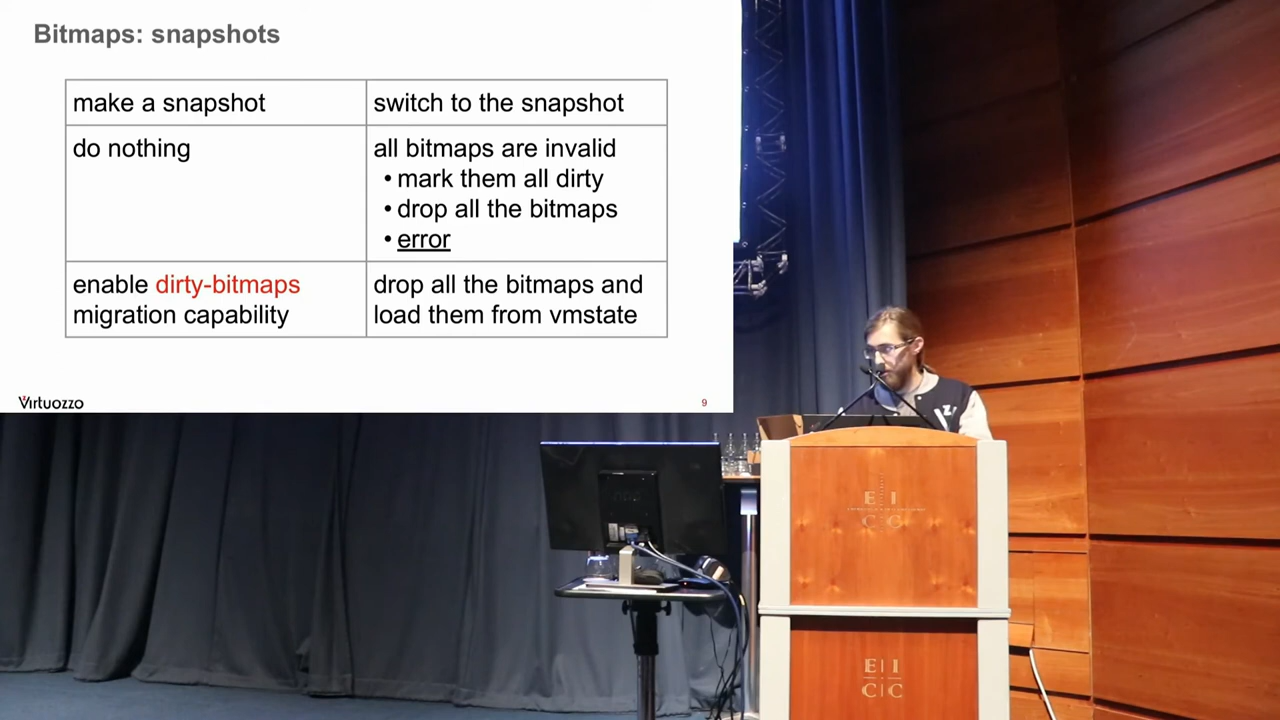 Bitmaps: snapshots
make a snapshot
switch to the snapshot
do nothing
all bitmaps are invalid
• mark them all dirty
• drop all the bitmaps
• error
enable dirty-bitmaps
migration capability
drop all the bitmaps and
load them from vmstate
Virtuozzo
9
E I
C C
E I
C C